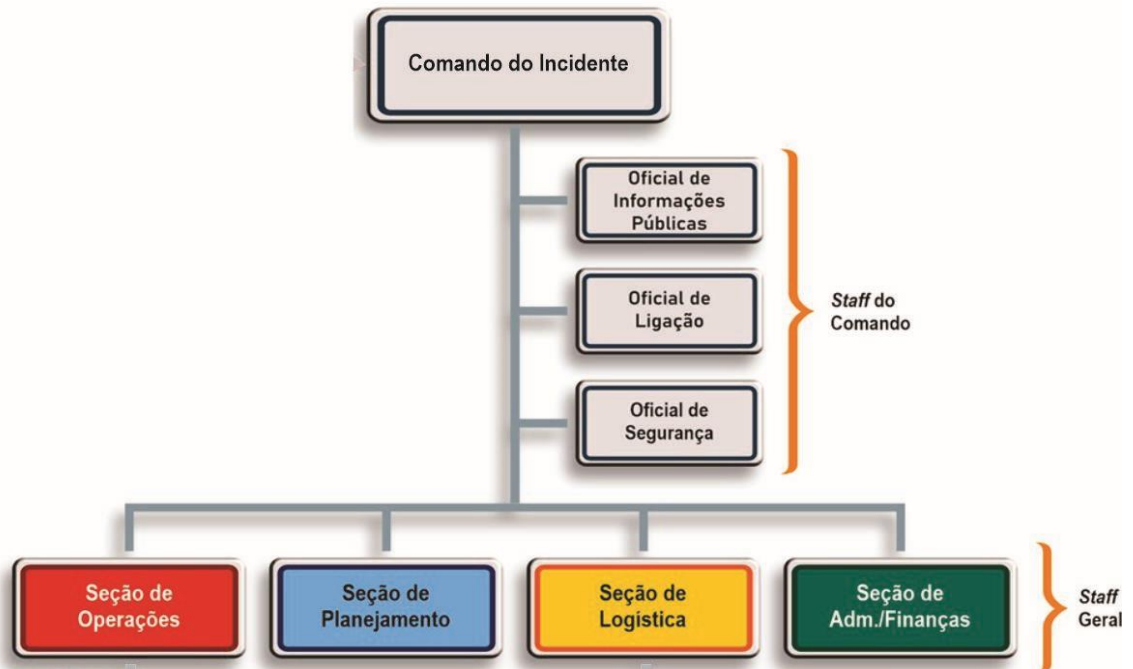 Comando do Incidente
Oficial de
Informações
Públicas
Oficial de
Ligação
Oficial de
Segurança
Staff do
Comando
Seção de
Operações
Seção de
Planejamento
Seção de
Logística
Seção de
Adm./Finanças
Staff
Geral